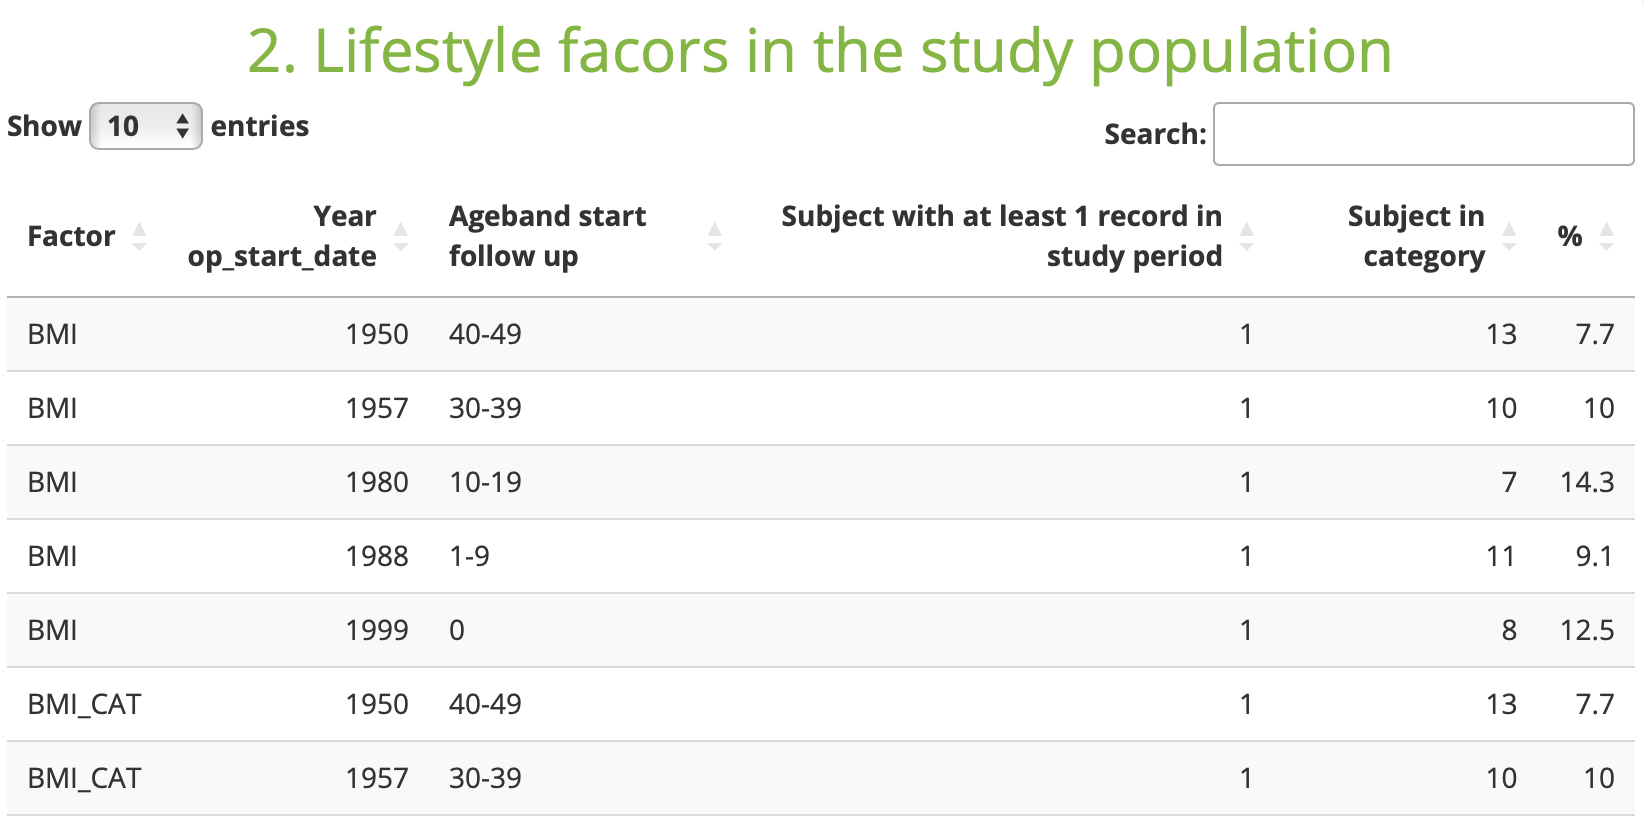 2. Lifestyle facors in the study population
Show 10 entries
Search:
Factor Year op_start_date Ageband start follow up Subject with at least 1 record in study period Subject in category %
BMI 1950 40-49 1 13 7.7
BMI 1957 30-39 1 10 10
BMI 1980 10-19 1 7 14.3
BMI 1988 1-9 1 11 9.1
BMI 1999 0 1 8 12.5
BMI_CAT 1950 40-49 1 13 7.7
BMI_CAT 1957 30-39 1 10 10